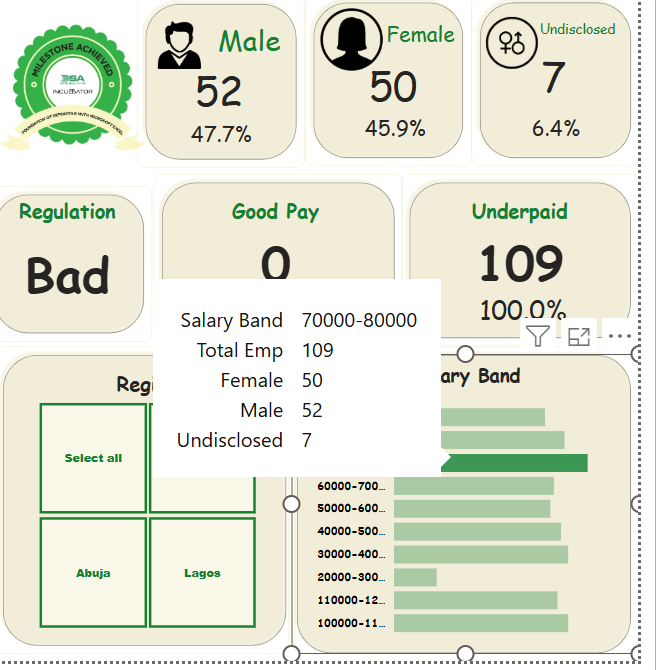 MILESTONE ACHIEVED
DSA
INCUBATOR
FOUNDATION OF REPORTING WITH MICROSOFT EXCEL
Male
52
47.7%
Female
50
45.9%
Undisclosed
7
6.4%
Regulation
Bad
Good Pay
0
Underpaid
109
100.0%
Salary Band 70000-80000
Total Emp 109
Female 50
Male 52
Undisclosed 7
Regi
Select all
Abuja
Lagos
ary Band
60000-700...
50000-600...
40000-500...
30000-400...
20000-300...
110000-12...
100000-11...